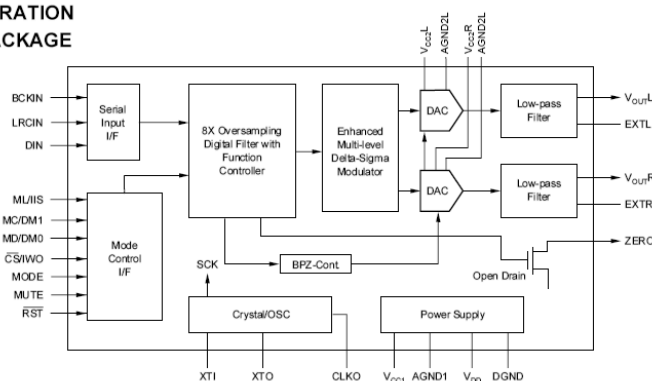 RATION
ACKAGE
VCC2L
AGND2L
VCC2R
AGND2L
BCKIN
LRCIN
DIN
Serial
Input
I/F
8X Oversampling
Digital Filter with
Function
Controller
Enhanced
Multi-level
Delta-Sigma
Modulator
DAC
Low-pass
Filter
VOUTL
EXTL
DAC
Low-pass
Filter
VOUTR
EXTR
ML/IIS
MC/DM1
MD/DM0
CS/IWO
MODE
MUTE
RST
Mode
Control
I/F
SCK
BPZ-Cont.
Open Drain
ZERO
Crystal/OSC
Power Supply
XTI
XTO
CLKO
VCC1
AGND1
VDD
DGND